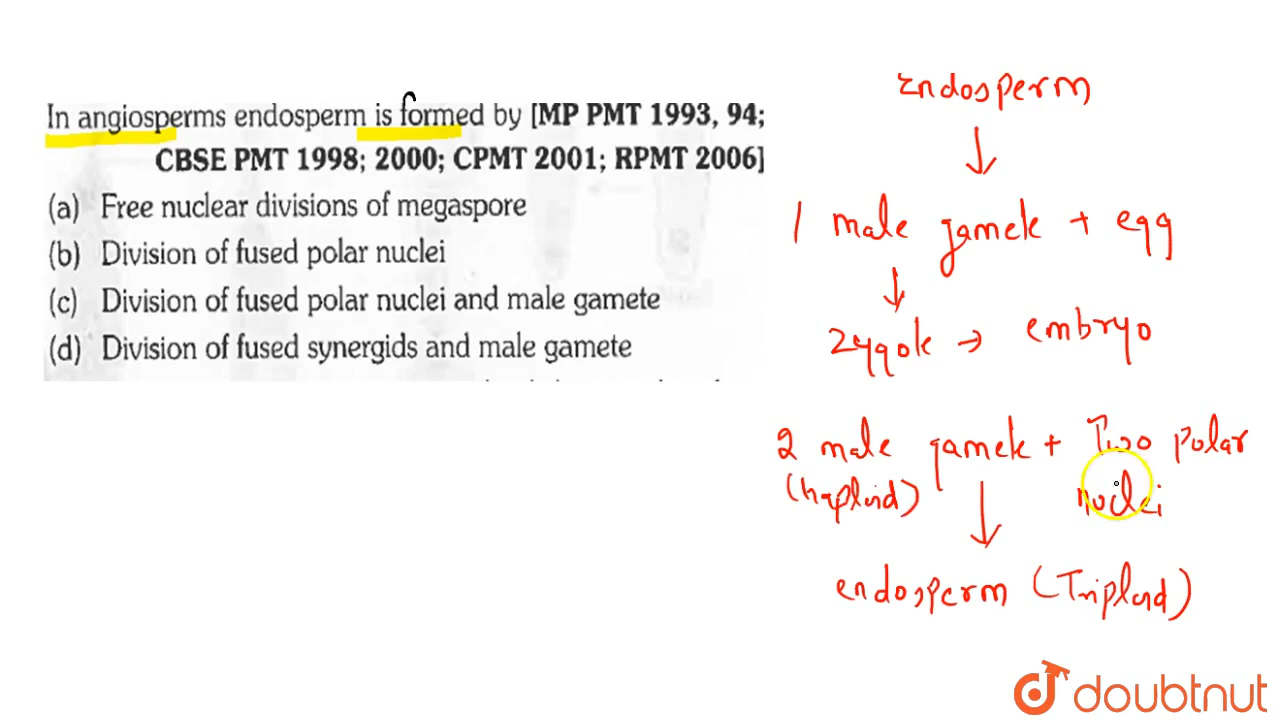 In angiosperms endosperm is formed by [MP PMT 1993, 94;
CBSE PMT 1998; 2000; CPMT 2001; RPMT 2006]
(a) Free nuclear divisions of megaspore
(b) Division of fused polar nuclei
(c) Division of fused polar nuclei and male gamete
(d) Division of fused synergids and male gamete
Endosperm
↓
1 male gamete + egg
↓
zygote → embryo
2 male gamete + Two polar
(haploid) nuclei
↓
endosperm (Triploid)
doubtnut